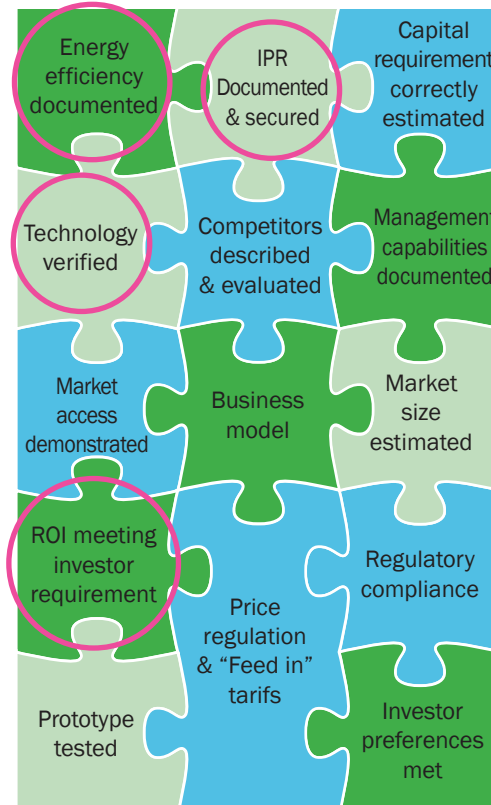 Energy
efficiency
documented
IPR
Documented
& secured
Capital
requirement
correctly
estimated
Technology
verified
Competitors
described
& evaluated
Management
capabilities
documented
Market
access
demonstrated
Business
model
Market
size
estimated
ROI meeting
investor
requirement
Price
regulation
& “Feed in”
tarifs
Regulatory
compliance
Prototype
tested
Investor
preferences
met